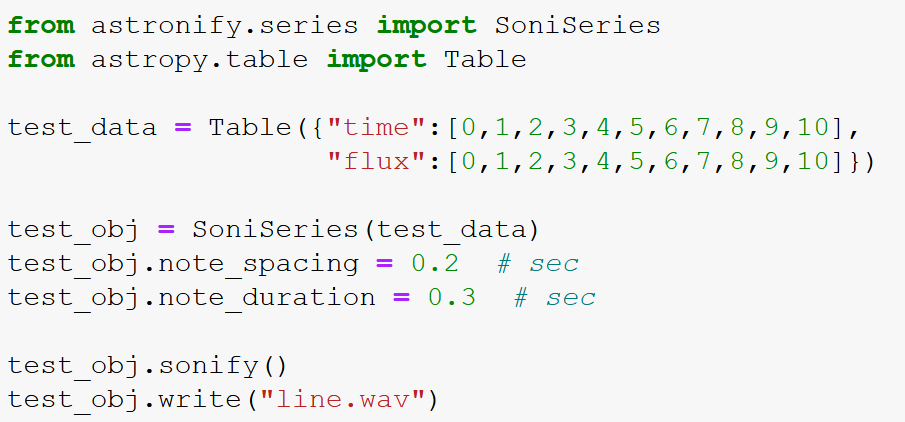 from astronify.series import SoniSeries
from astropy.table import Table
test_data = Table({"time":[0,1,2,3,4,5,6,7,8,9,10],
"flux":[0,1,2,3,4,5,6,7,8,9,10]})
test_obj = SoniSeries(test_data)
test_obj.note_spacing = 0.2  # sec
test_obj.note_duration = 0.3  # sec
test_obj.sonify()
test_obj.write("line.wav")